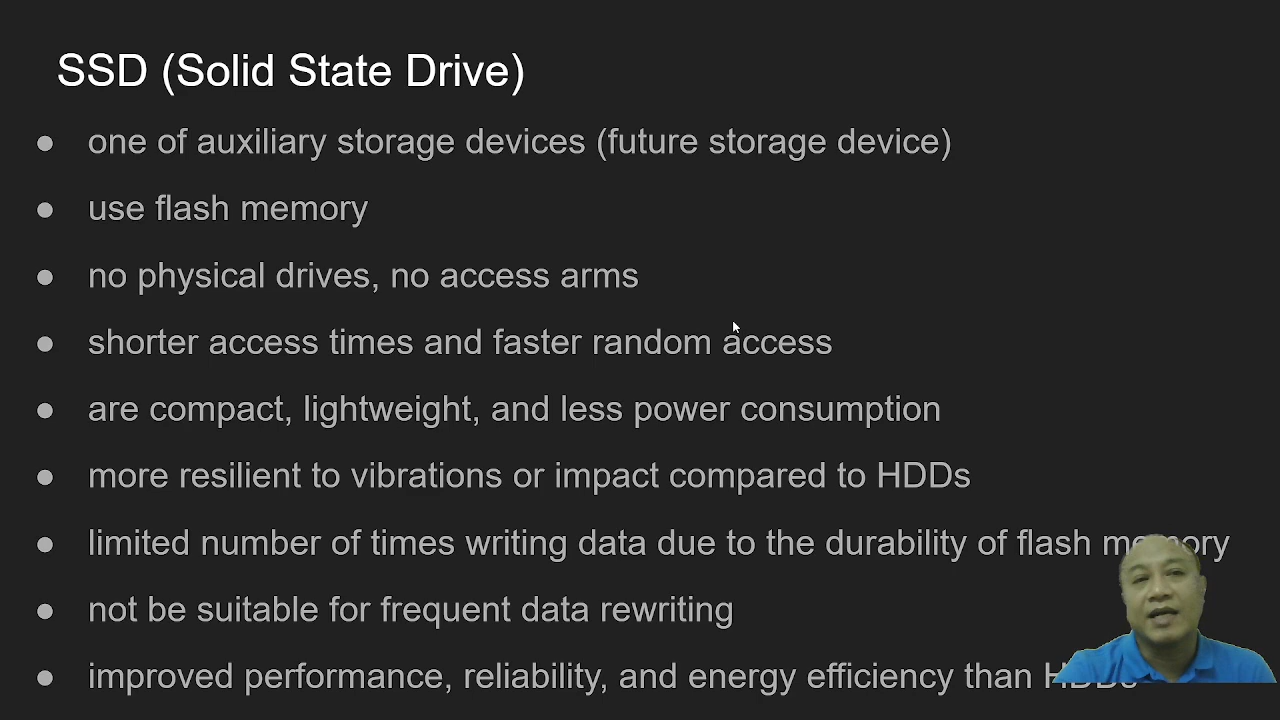 SSD (Solid State Drive)
● one of auxiliary storage devices (future storage device)
● use flash memory
● no physical drives, no access arms
● shorter access times and faster random access
● are compact, lightweight, and less power consumption
● more resilient to vibrations or impact compared to HDDs
● limited number of times writing data due to the durability of flash memory
● not be suitable for frequent data rewriting
● improved performance, reliability, and energy efficiency than HDDs